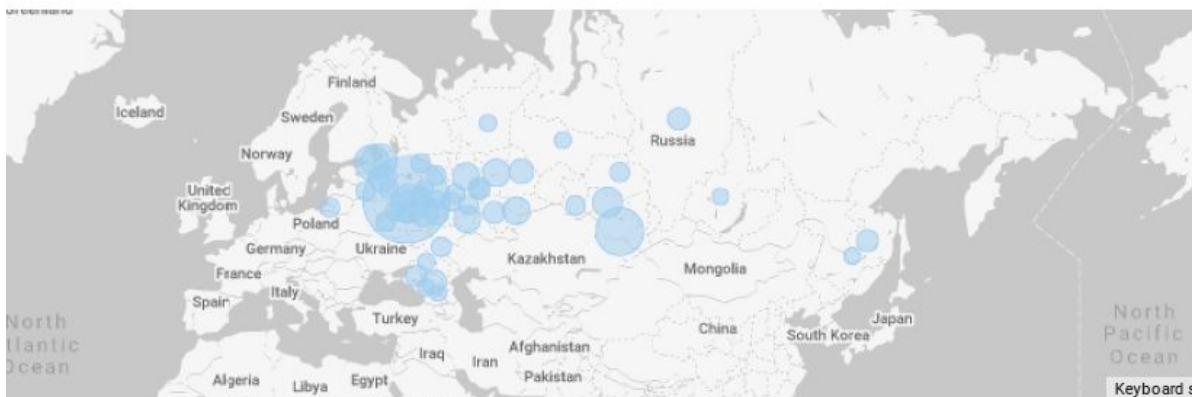 Finland
Iceland
Sweden
Russia
Norway
United
Kingdom
Poland
Germany
Ukraine
Kazakhstan
Mongolia
France
Italy
Spain
Turkey
North
tlantic
Ocean
China
Japan
South Korea
North
Pacific
Ocean
Iraq
Iran
Afghanistan
Pakistan
Algeria
Libya
Egypt
Keyboard s